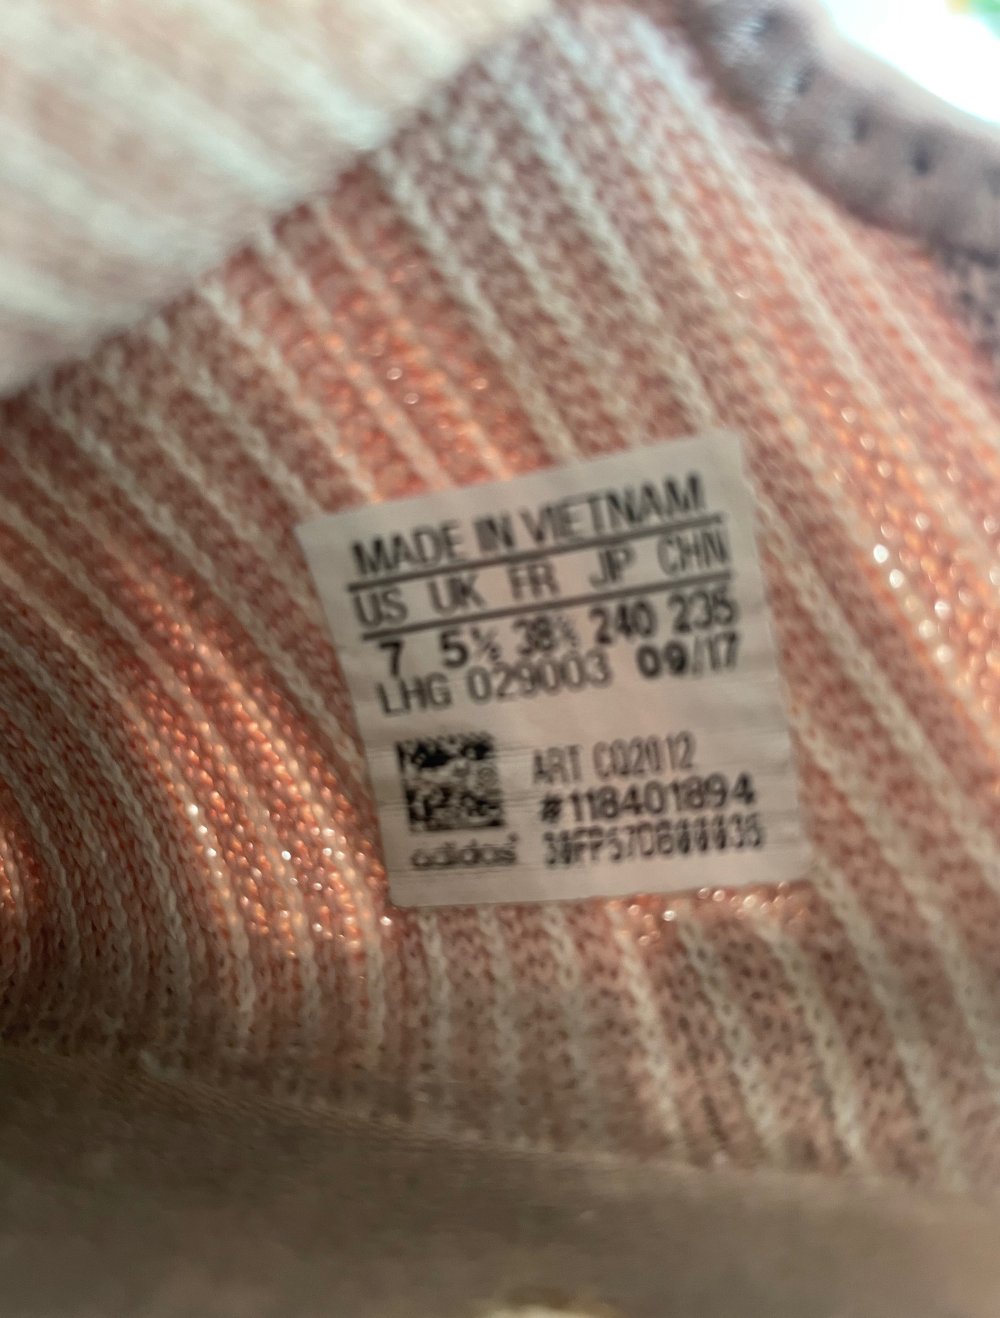 MADE IN VIETNAM
US UK FR JP CHN
7 5½ 38⅔ 240 235
LHG 029003 09/17
ART CQ2012
#118401894
adidas